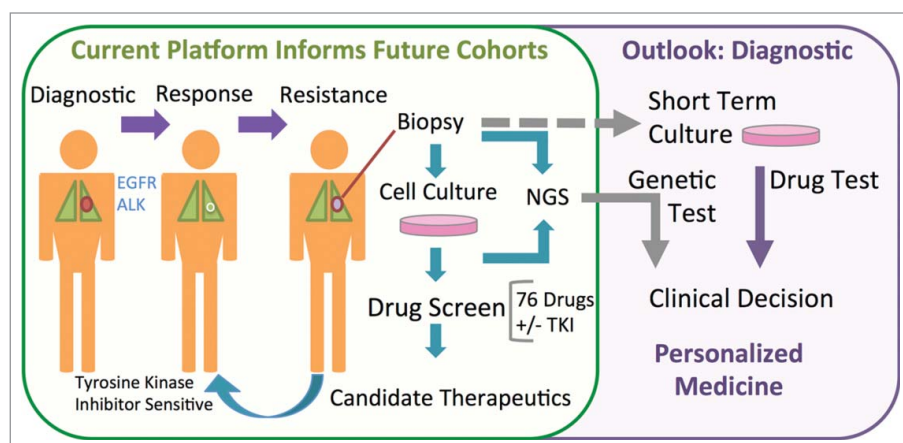 Current Platform Informs Future Cohorts
Diagnostic
Response
Resistance
EGFR
ALK
Tyrosine Kinase
Inhibitor Sensitive
Biopsy
Cell Culture
NGS
Drug Screen
76 Drugs
+/- TKI
Candidate Therapeutics
Outlook: Diagnostic
Short Term
Culture
Genetic
Test
Drug Test
Clinical Decision
Personalized
Medicine